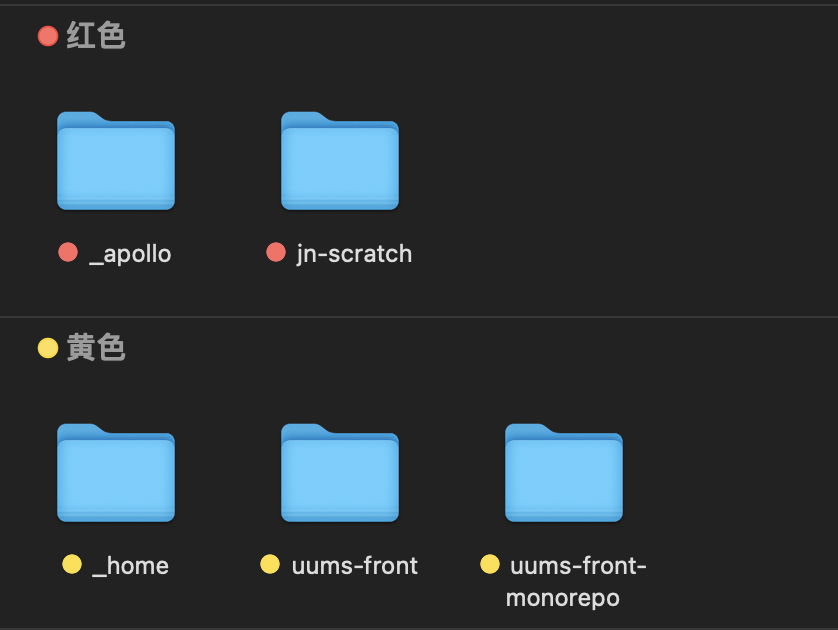 红色
_apollo
jn-scratch
黄色
_home
uums-front
uums-front-
monorepo